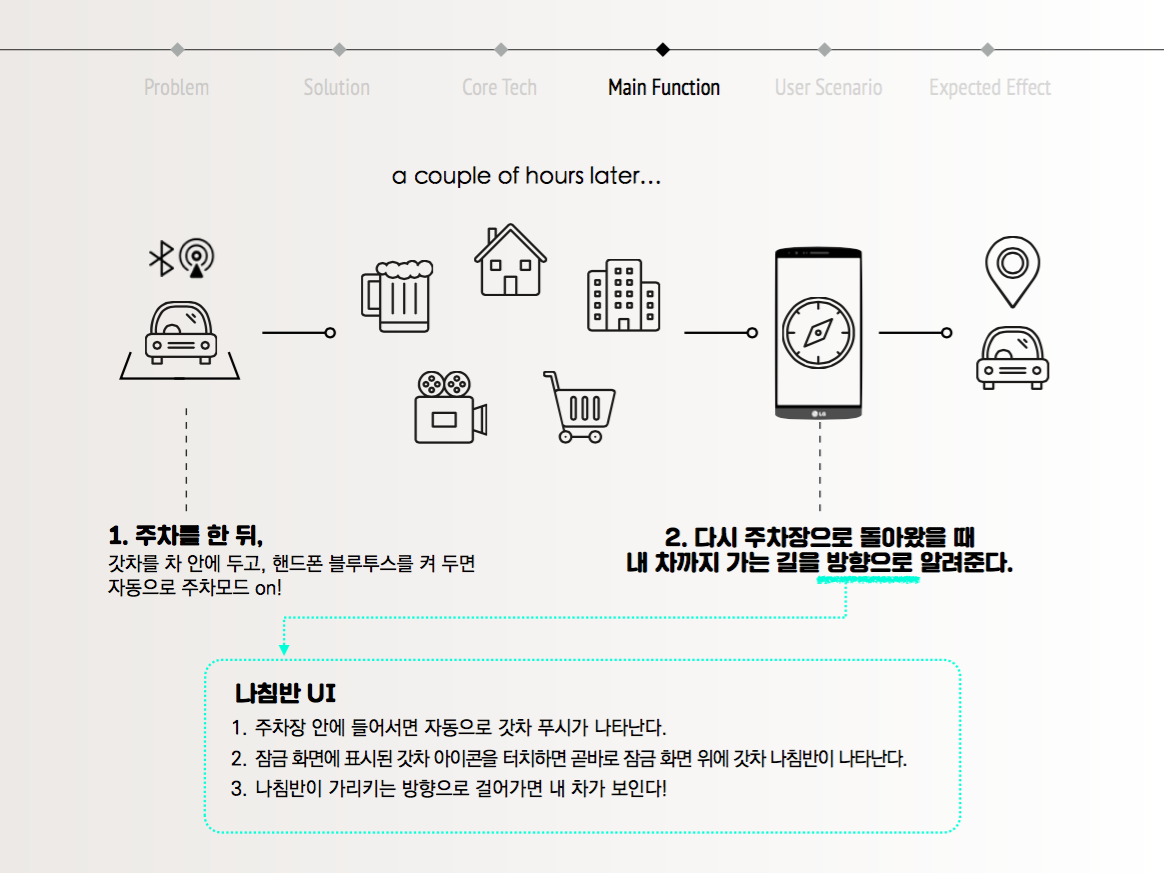 Problem
Solution
Core Tech
Main Function
User Scenario
Expected Effect
a couple of hours later...
LG
1. 주차를 한 뒤,
갓차를 차 안에 두고, 핸드폰 블루투스를 켜 두면
자동으로 주차모드 on!
2. 다시 주차장으로 돌아왔을 때
내 차까지 가는 길을 방향으로 알려준다.
나침반 UI
1. 주차장 안에 들어서면 자동으로 갓차 푸시가 나타난다.
2. 잠금 화면에 표시된 갓차 아이콘을 터치하면 곧바로 잠금 화면 위에 갓차 나침반이 나타난다.
3. 나침반이 가리키는 방향으로 걸어가면 내 차가 보인다!